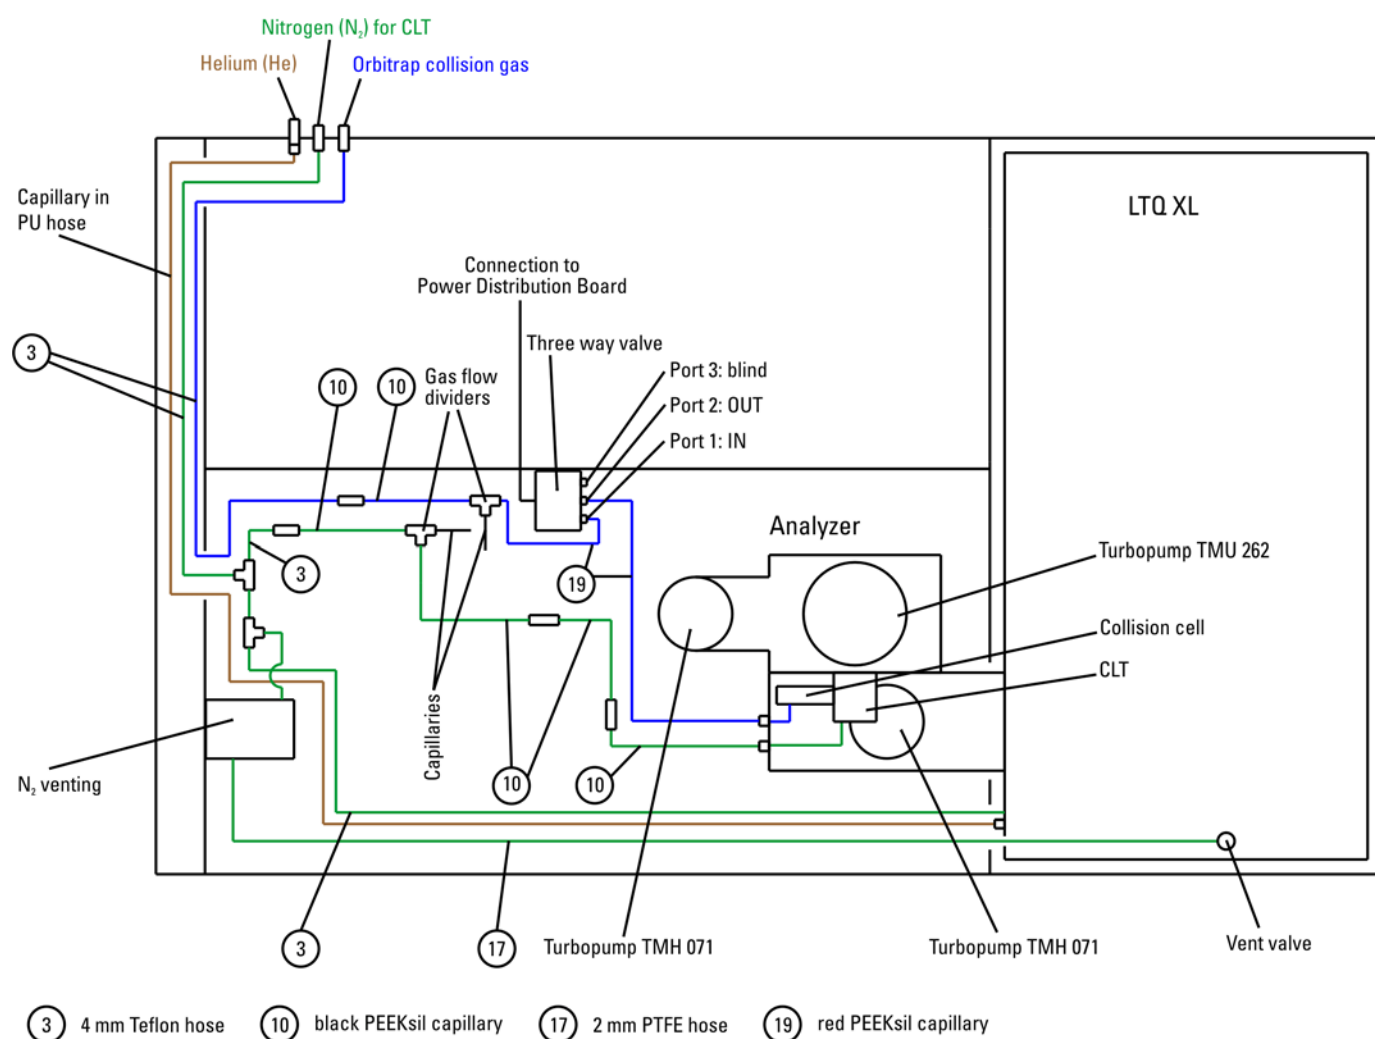 Nitrogen (N₂) for CLT
Helium (He)
Orbitrap collision gas
Capillary in
PU hose
LTQ XL
Connection to
Power Distribution Board
Three way valve
3
Port 3: blind
10
10
Gas flow
dividers
Port 2: OUT
Port 1: IN
Analyzer
Turbopump TMU 262
3
19
Collision cell
CLT
Capillaries
N₂ venting
10
10
3
17
Turbopump TMH 071
Turbopump TMH 071
Vent valve
3 4 mm Teflon hose
10 black PEEKsil capillary
17 2 mm PTFE hose
19 red PEEKsil capillary